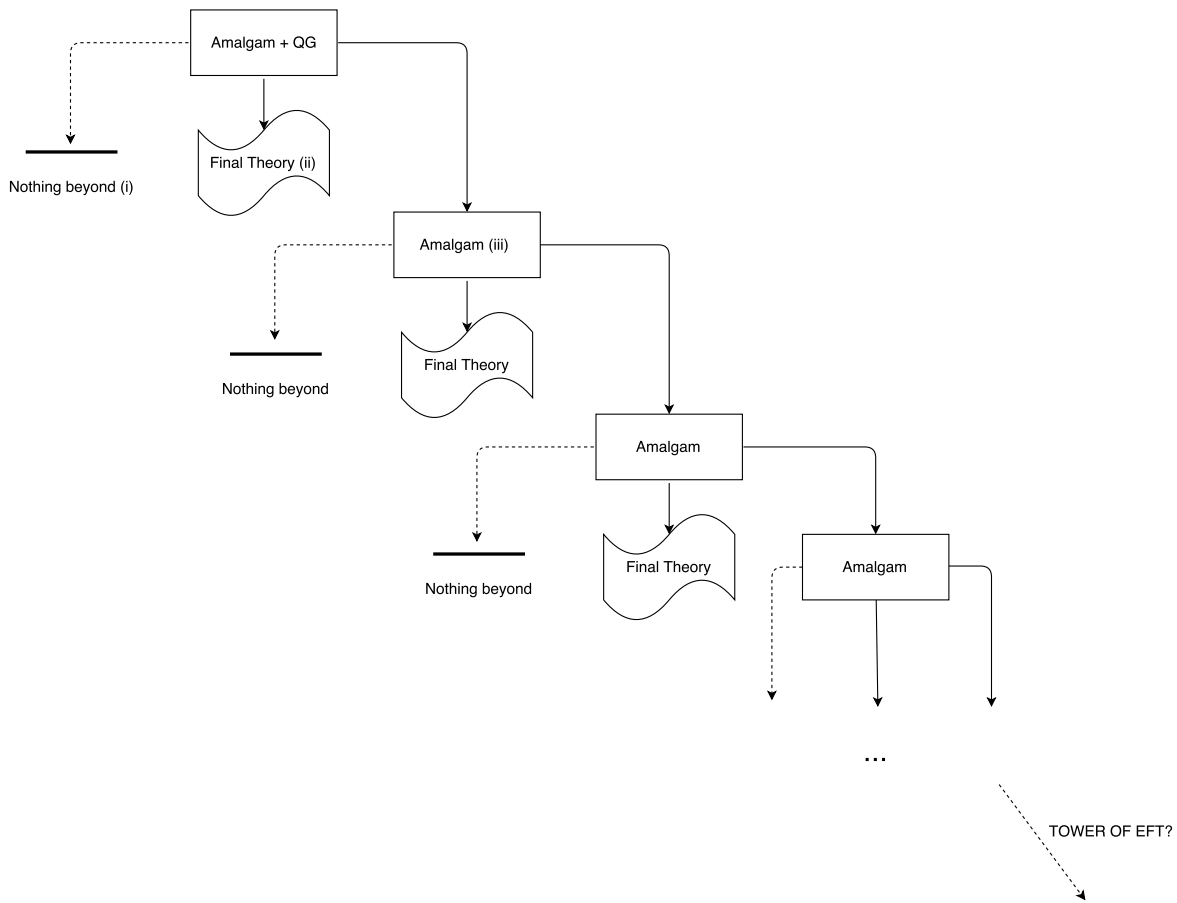 Amalgam + QG
Final Theory (ii)
Nothing beyond (i)
Amalgam (iii)
Final Theory
Nothing beyond
Amalgam
Final Theory
Nothing beyond
Amalgam
...
TOWER OF EFT?